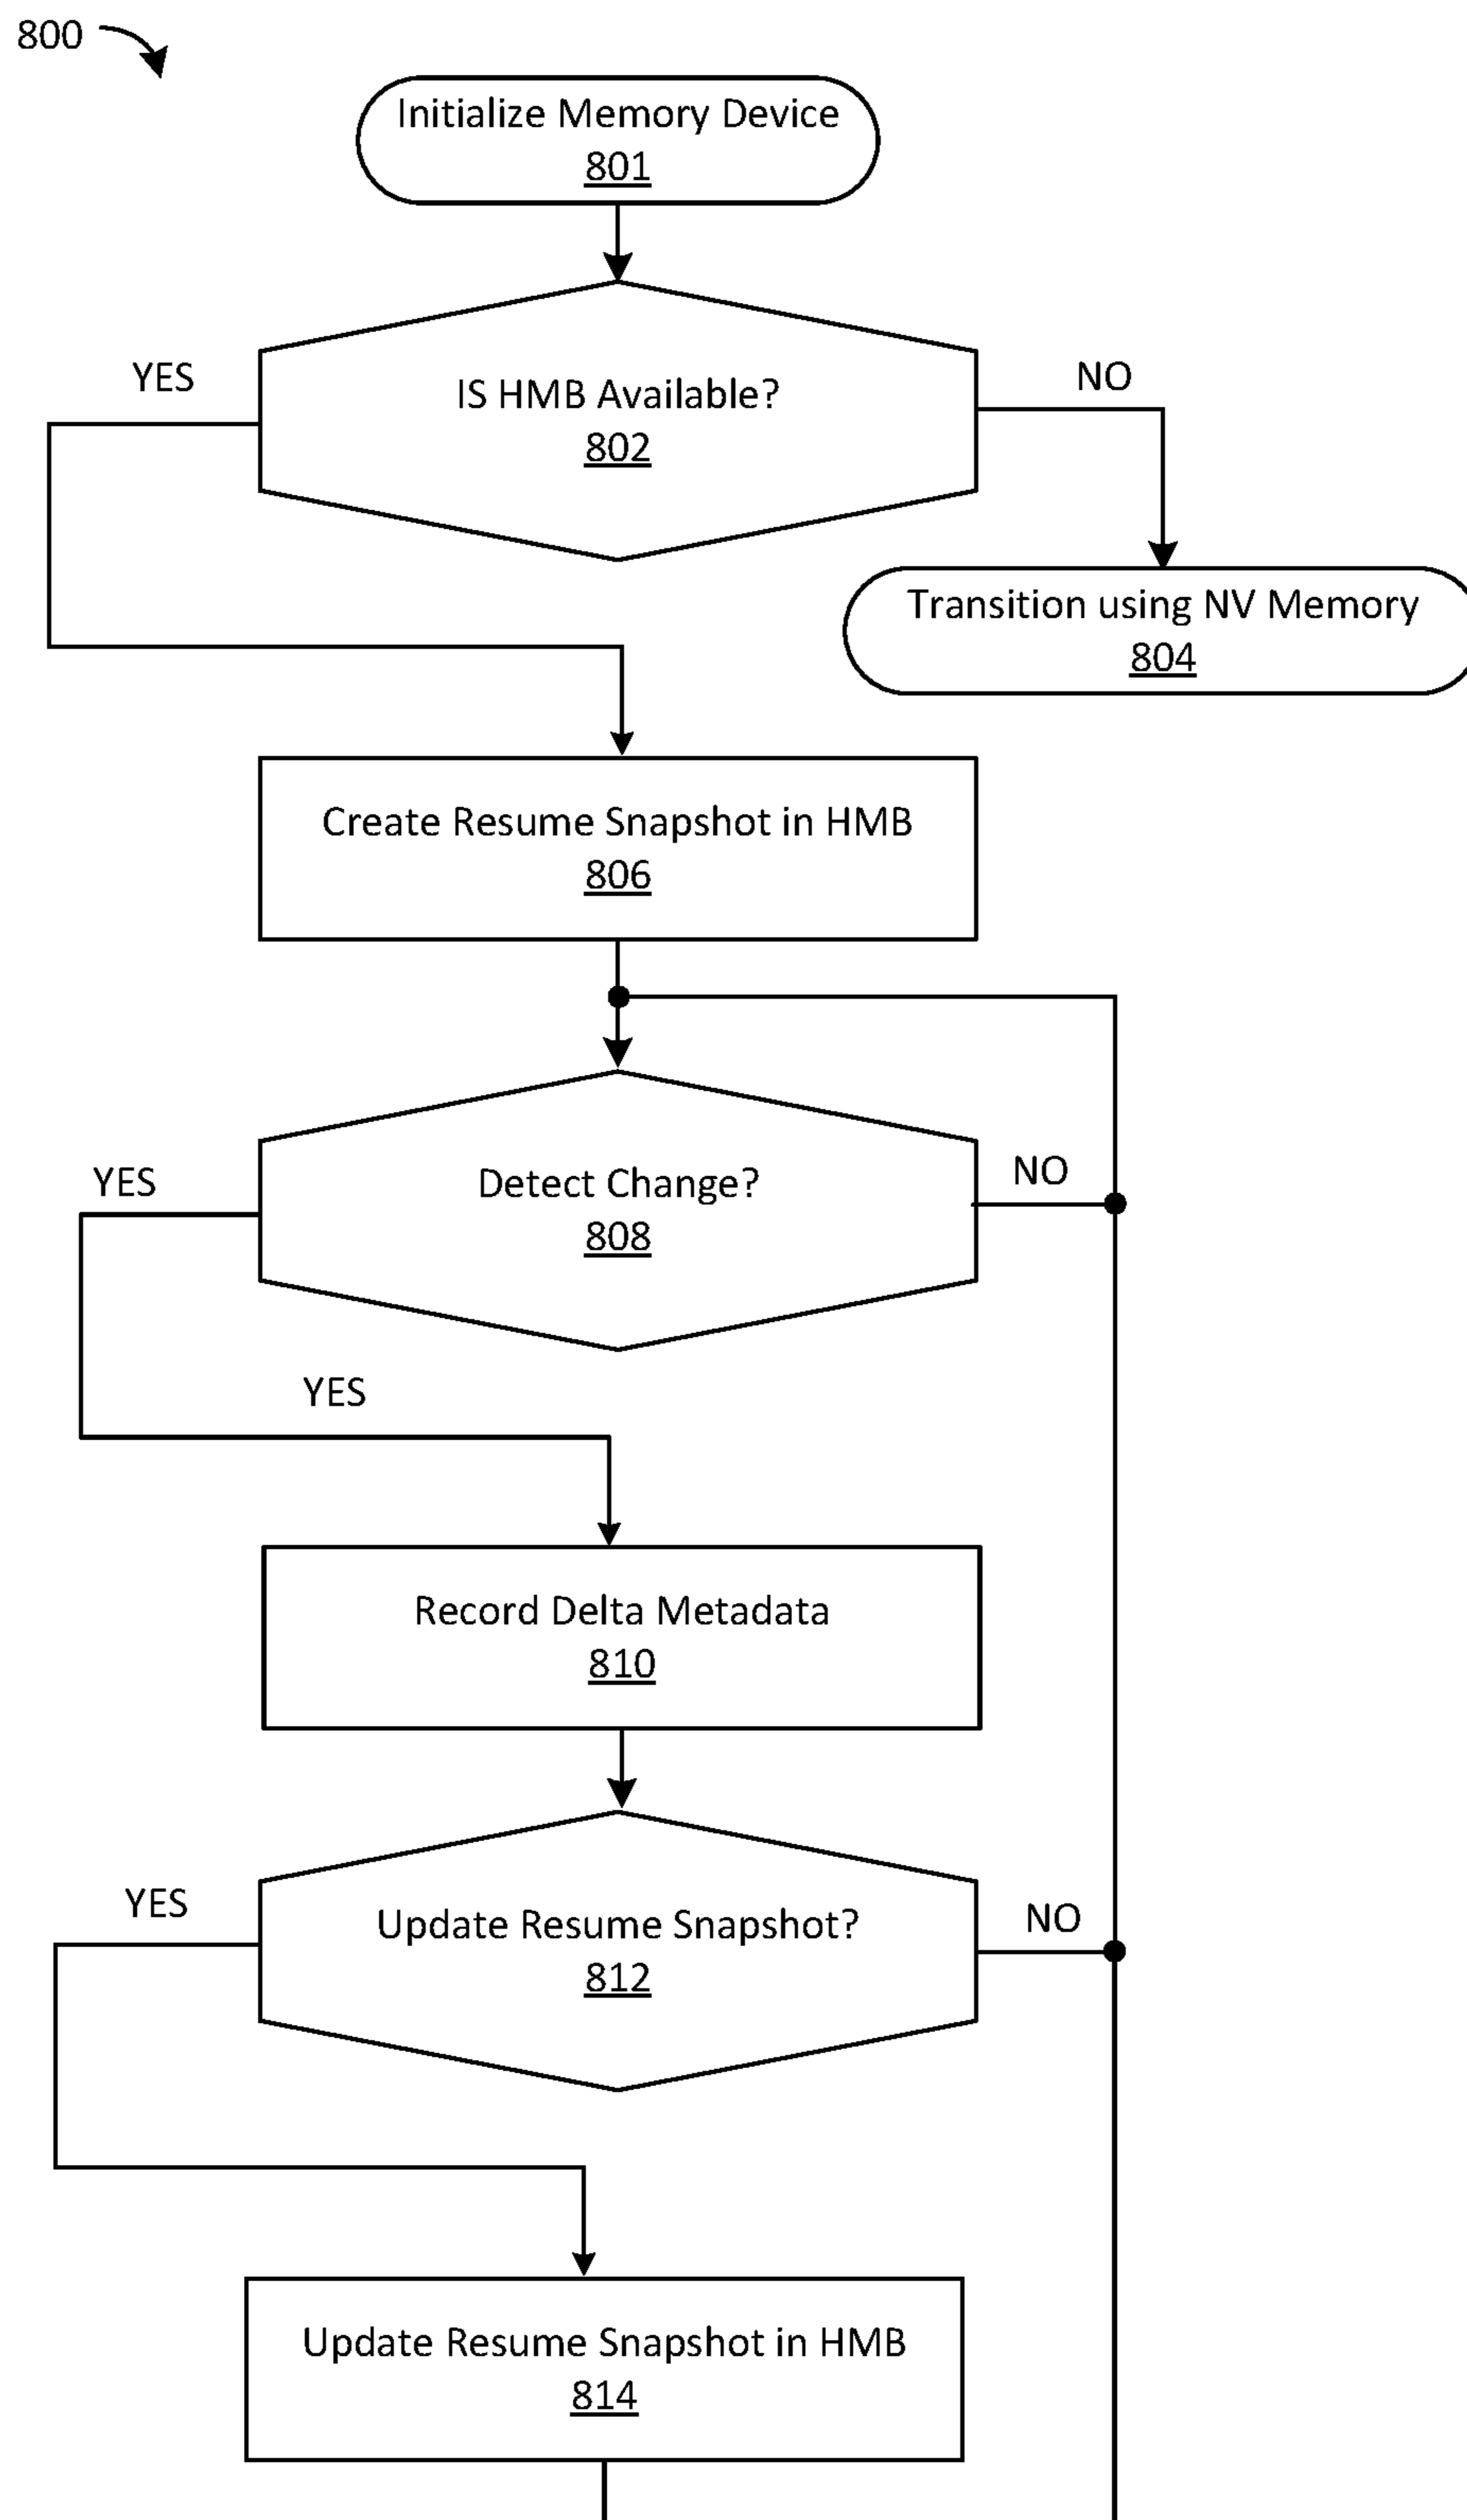 800
Initialize Memory Device
801
YES
IS HMB Available?
802
NO
Transition using NV Memory
804
Create Resume Snapshot in HMB
806
YES
Detect Change?
808
NO
YES
Record Delta Metadata
810
YES
Update Resume Snapshot?
812
NO
Update Resume Snapshot in HMB
814